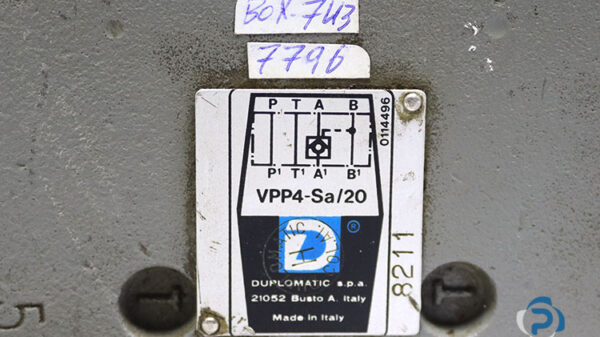 BOX-743
7796
P T A B
P1 T1 A1 B1
0114496
VPP4-Sa/20
D ®
DUPLOMATIC s.p.a.
21052 Busto A. Italy
Made in Italy
8211
5